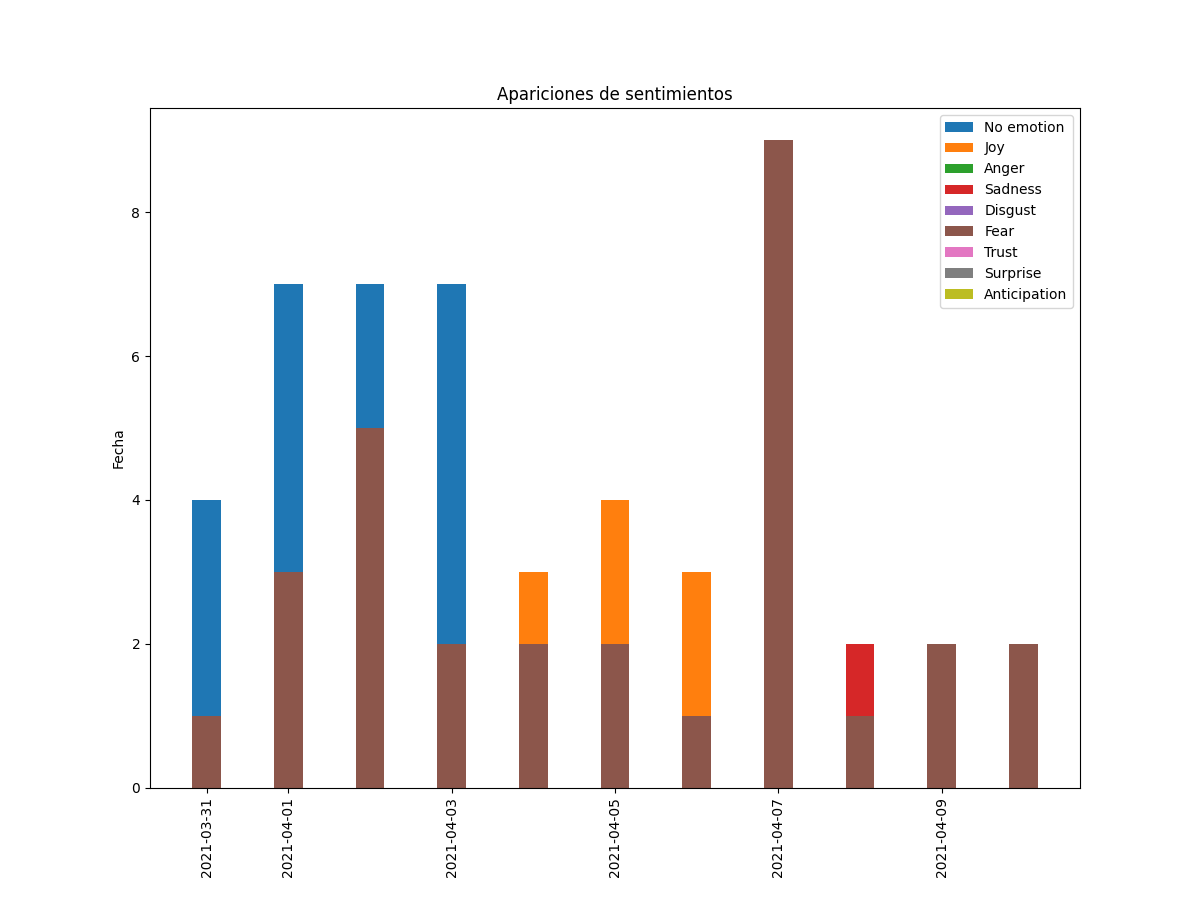 Apariciones de sentimientos
No emotion
Joy
Anger
Sadness
Disgust
Fear
Trust
Surprise
Anticipation
Fecha
8
6
4
2
0
2021-03-31
2021-04-01
2021-04-03
2021-04-05
2021-04-07
2021-04-09